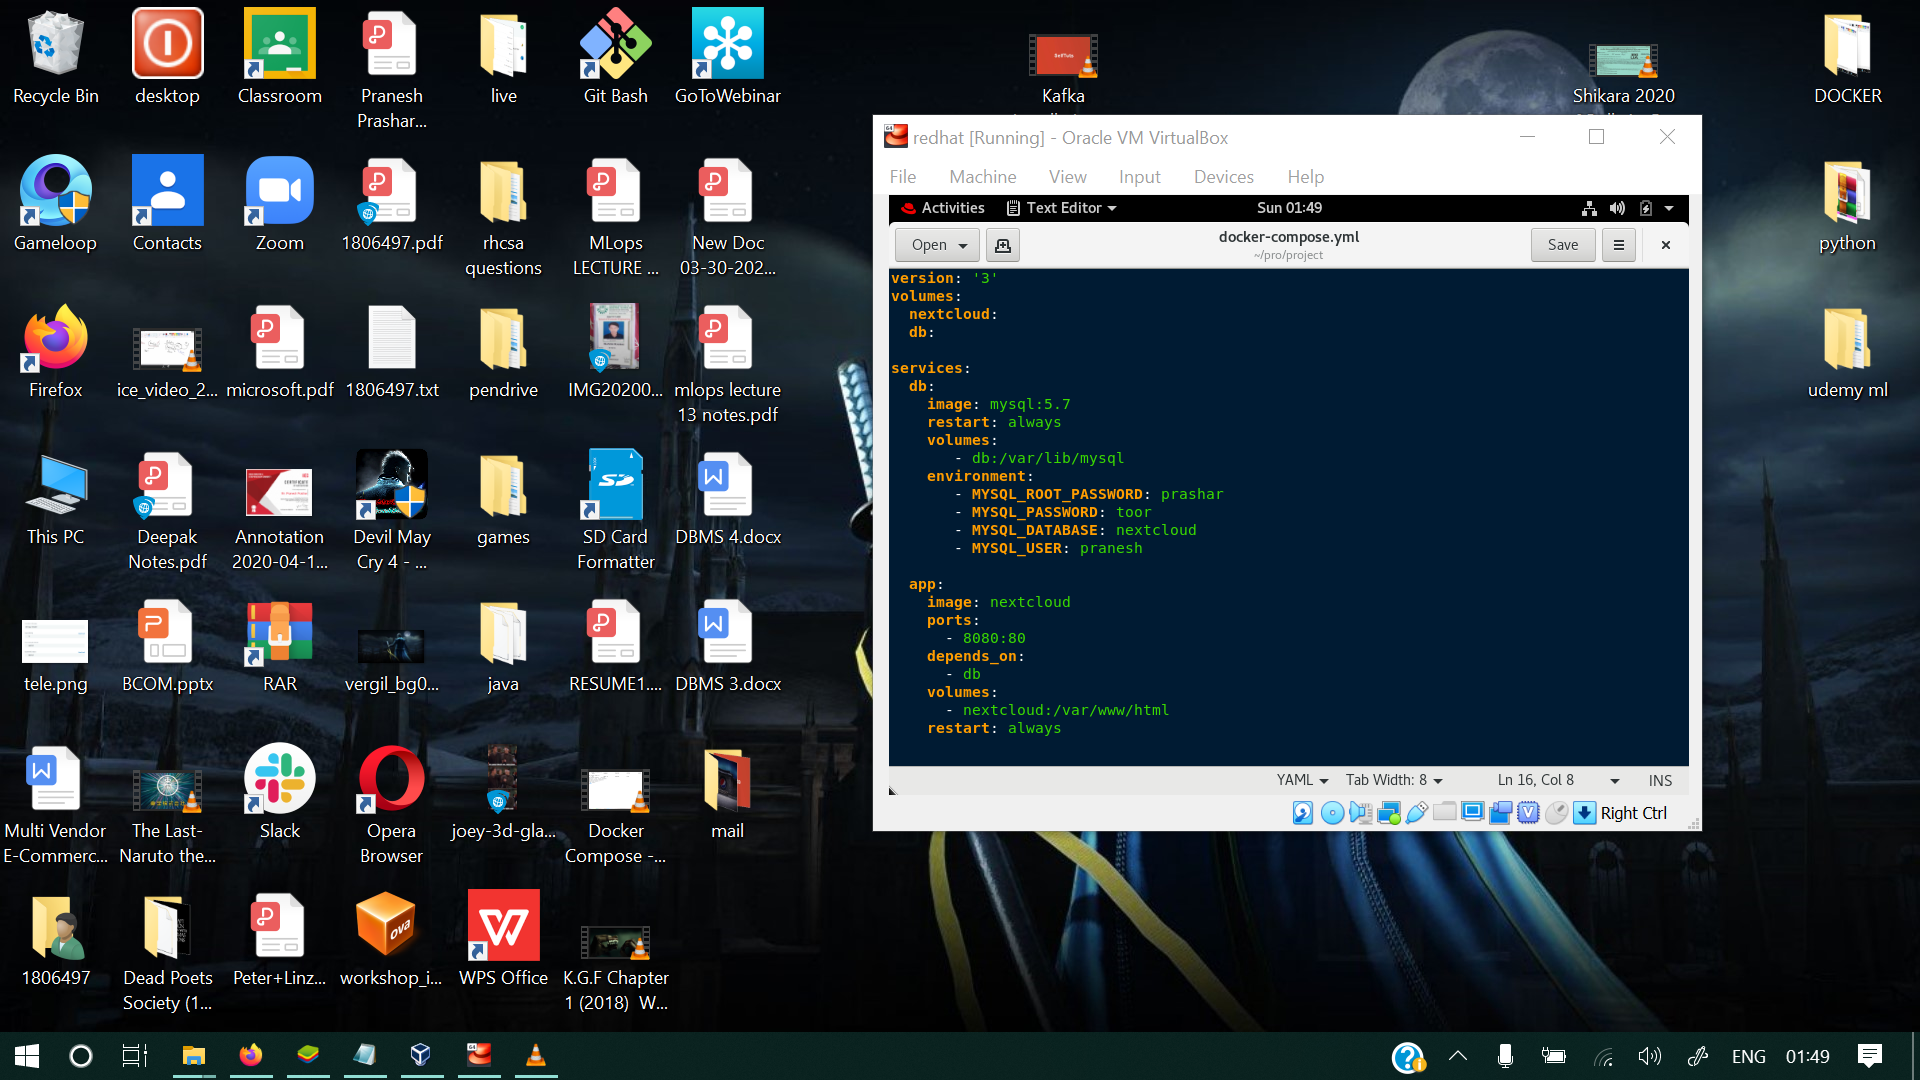 Recycle Bin
desktop
Classroom
Pranesh
Prashar...
live
Git Bash
GoToWebinar
Kafka
Shikara 2020
DOCKER
Gameloop
Contacts
Zoom
1806497.pdf
rhcsa
questions
MLops
LECTURE ...
New Doc
03-30-202...
python
Firefox
ice_video_2...
microsoft.pdf
1806497.txt
pendrive
IMG20200...
mlops lecture
13 notes.pdf
udemy ml
This PC
Deepak
Notes.pdf
Annotation
2020-04-1...
Devil May
Cry 4 - ...
games
SD Card
Formatter
DBMS 4.docx
tele.png
BCOM.pptx
RAR
vergil_bg0...
java
RESUME1....
DBMS 3.docx
Multi Vendor
E-Commerc...
The Last-
Naruto the...
Slack
Opera
Browser
joey-3d-gla...
Docker
Compose -...
mail
1806497
Dead Poets
Society (1...
Peter+Linz...
workshop_i...
WPS Office
K.G.F Chapter
1 (2018) W...
redhat [Running] - Oracle VM VirtualBox
File Machine View Input Devices Help
Activities Text Editor Sun 01:49
Open docker-compose.yml Save
~/pro/project
version: '3'
volumes:
  nextcloud:
  db:
services:
  db:
    image: mysql:5.7
    restart: always
    volumes:
       - db:/var/lib/mysql
    environment:
       - MYSQL_ROOT_PASSWORD: prashar
       - MYSQL_PASSWORD: toor
       - MYSQL_DATABASE: nextcloud
       - MYSQL_USER: pranesh
  app:
    image: nextcloud
    ports:
      - 8080:80
    depends_on:
      - db
    volumes:
      - nextcloud:/var/www/html
    restart: always
YAML Tab Width: 8 Ln 16, Col 8 INS
Right Ctrl
ENG 01:49